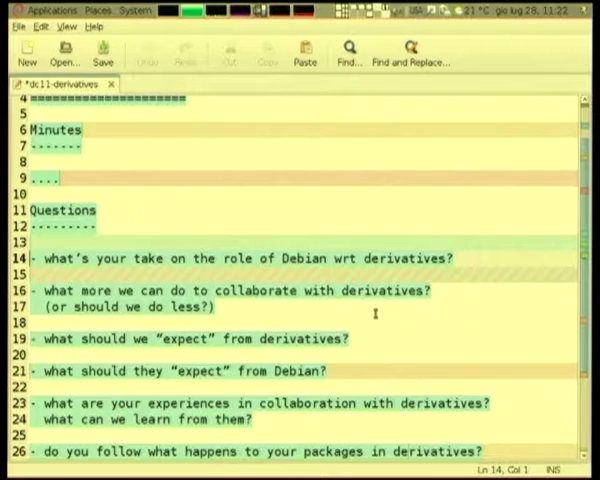 Applications Places System USA 21 °C gio lug 28, 11:22
File Edit View Help
New Open... Save Undo Cut Copy Paste Find... Find and Replace...
*dc11-derivatives x
4 =====================
5
6 Minutes
7 -------
8
9 ....
10
11 Questions
12 ---------
13
14 - what's your take on the role of Debian wrt derivatives?
15
16 - what more we can do to collaborate with derivatives?
17 (or should we do less?)
18
19 - what should we “expect” from derivatives?
20
21 - what should they “expect” from Debian?
22
23 - what are your experiences in collaboration with derivatives?
24 what can we learn from them?
25
26 - do you follow what happens to your packages in derivatives?
Ln 14, Col 1 INS